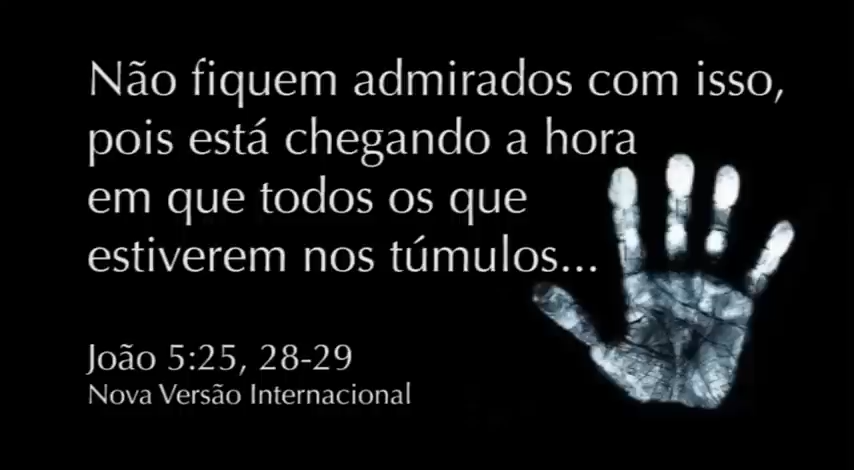 Não fiquem admirados com isso,
pois está chegando a hora
em que todos os que
estiverem nos túmulos...
João 5:25, 28-29
Nova Versão Internacional